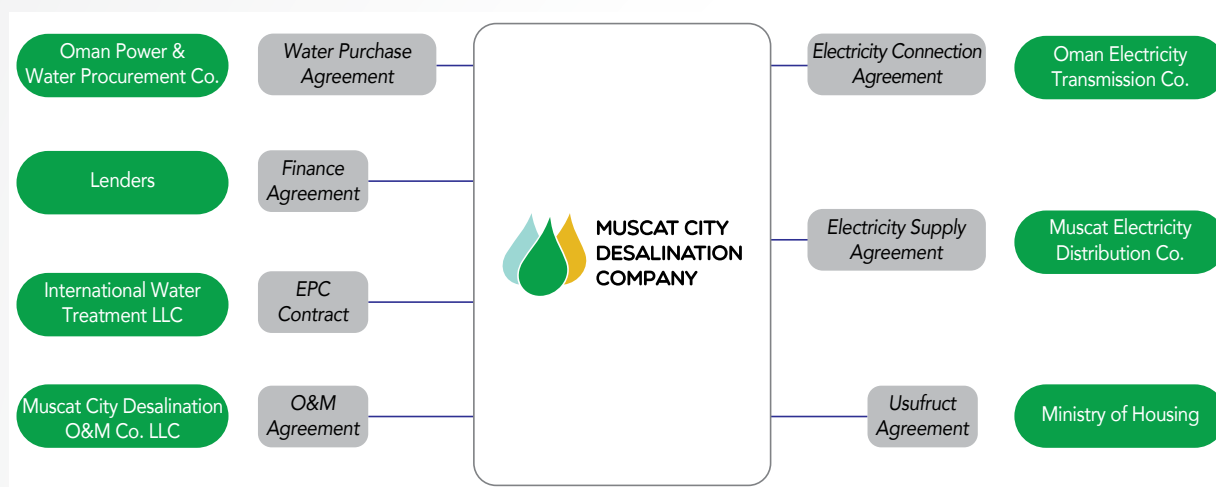 Oman Power &
Water Procurement Co.
Water Purchase
Agreement
Lenders
Finance
Agreement
International Water
Treatment LLC
EPC
Contract
Muscat City Desalination
O&M Co. LLC
O&M
Agreement
MUSCAT CITY
DESALINATION
COMPANY
Electricity Connection
Agreement
Oman Electricity
Transmission Co.
Electricity Supply
Agreement
Muscat Electricity
Distribution Co.
Usufruct
Agreement
Ministry of Housing